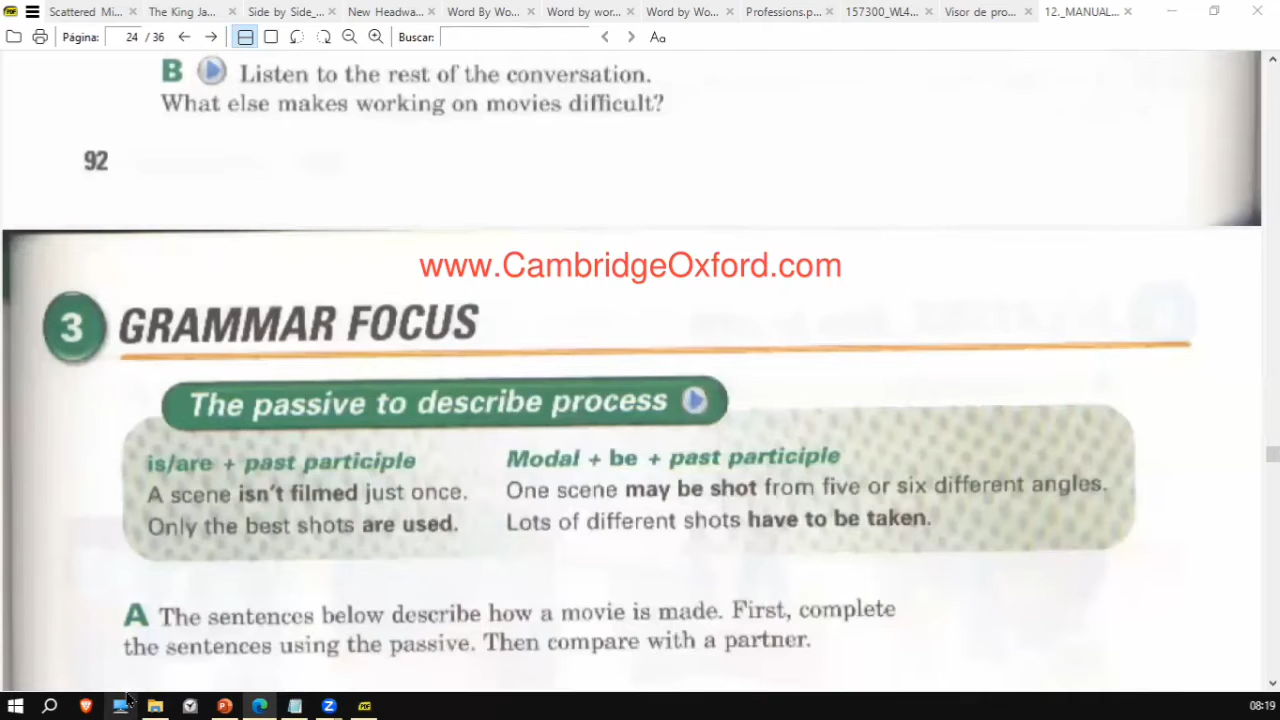 Scattered Mi...
The King Ja...
Side by Side_...
New Headwa...
Word By Wo...
Word by wor...
Word by W...
Professions.p...
157300_WL4...
Visor de pro...
12._MANUAL...
Página: 24 / 36
Buscar:
Aa
B Listen to the rest of the conversation.
What else makes working on movies difficult?
92
www.CambridgeOxford.com
3 GRAMMAR FOCUS
The passive to describe process
is/are + past participle
A scene isn't filmed just once.
Only the best shots are used.
Modal + be + past participle
One scene may be shot from five or six different angles.
Lots of different shots have to be taken.
A The sentences below describe how a movie is made. First, complete
the sentences using the passive. Then compare with a partner.
08:19